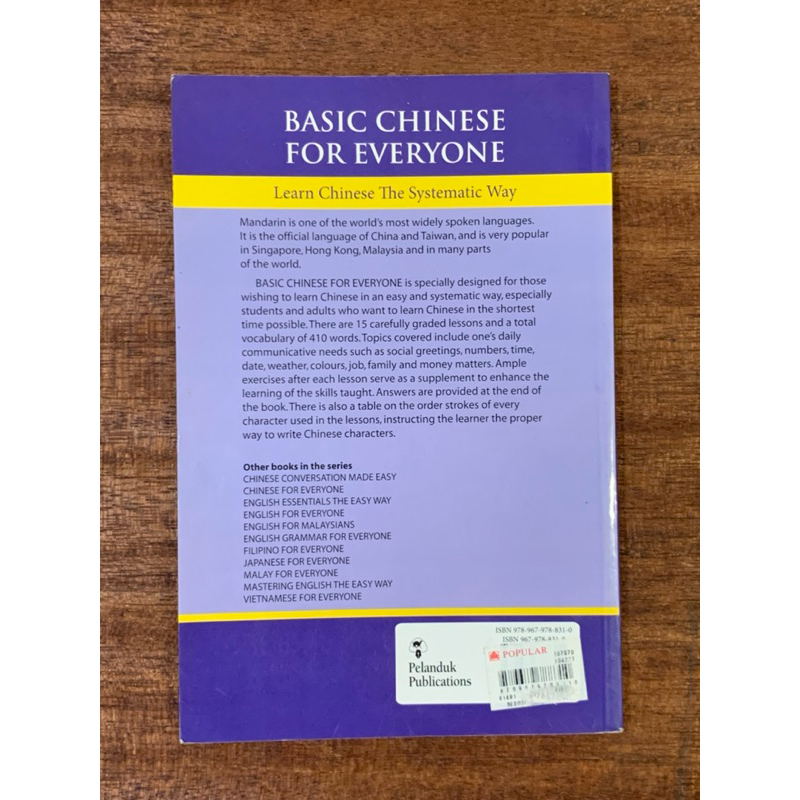 BASIC CHINESE
FOR EVERYONE
Learn Chinese The Systematic Way
Mandarin is one of the world's most widely spoken languages.
It is the official language of China and Taiwan, and is very popular
in Singapore, Hong Kong, Malaysia and in many parts
of the world.
BASIC CHINESE FOR EVERYONE is specially designed for those
wishing to learn Chinese in an easy and systematic way, especially
students and adults who want to learn Chinese in the shortest
time possible. There are 15 carefully graded lessons and a total
vocabulary of 410 words. Topics covered include one's daily
communicative needs such as social greetings, numbers, time,
date, weather, colours, job, family and money matters. Ample
exercises after each lesson serve as a supplement to enhance the
learning of the skills taught. Answers are provided at the end of
the book. There is also a table on the order strokes of every
character used in the lessons, instructing the learner the proper
way to write Chinese characters.
Other books in the series
CHINESE CONVERSATION MADE EASY
CHINESE FOR EVERYONE
ENGLISH ESSENTIALS THE EASY WAY
ENGLISH FOR EVERYONE
ENGLISH FOR MALAYSIANS
ENGLISH GRAMMAR FOR EVERYONE
FILIPINO FOR EVERYONE
JAPANESE FOR EVERYONE
MALAY FOR EVERYONE
MASTERING ENGLISH THE EASY WAY
VIETNAMESE FOR EVERYONE
ISBN 978-967-978-831-0
ISBN 967-978-831
POPULAR
Pelanduk
Publications